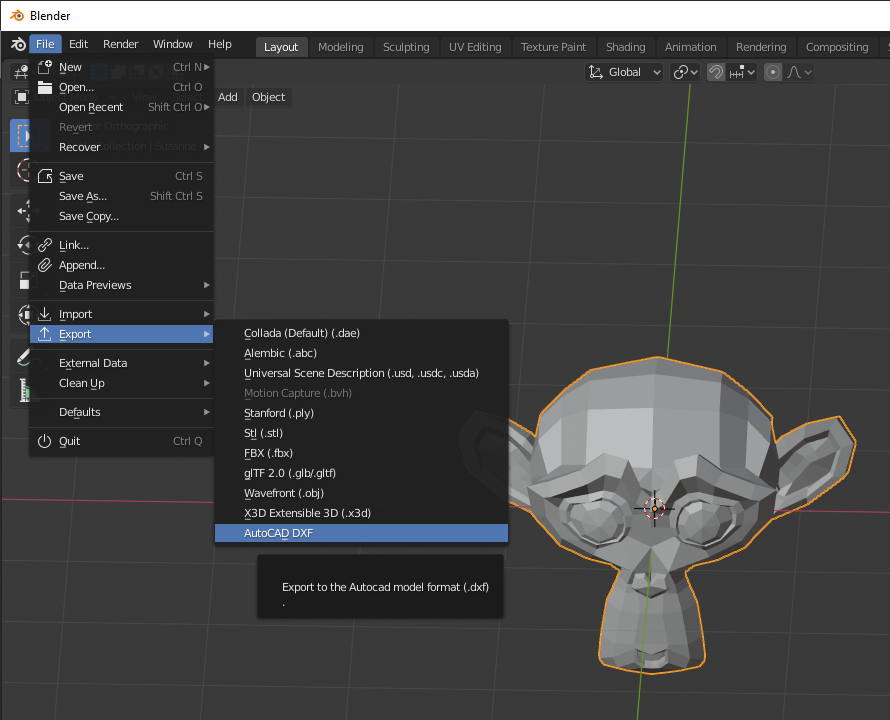 Blender
File Edit Render Window Help Layout Modeling Sculpting UV Editing Texture Paint Shading Animation Rendering Compositing
Global
Add Object
New Ctrl N
Open... Ctrl O
Open Recent Shift Ctrl O
Revert
Orthographic
Recover
Collection | Suzanne
Save Ctrl S
Save As... Shift Ctrl S
Save Copy...
Link...
Append...
Data Previews
Import
Export
External Data
Clean Up
Defaults
Quit Ctrl Q
Collada (Default) (.dae)
Alembic (.abc)
Universal Scene Description (.usd, .usdc, .usda)
Motion Capture (.bvh)
Stanford (.ply)
Stl (.stl)
FBX (.fbx)
glTF 2.0 (.glb/.gltf)
Wavefront (.obj)
X3D Extensible 3D (.x3d)
AutoCAD DXF
Export to the Autocad model format (.dxf)
.